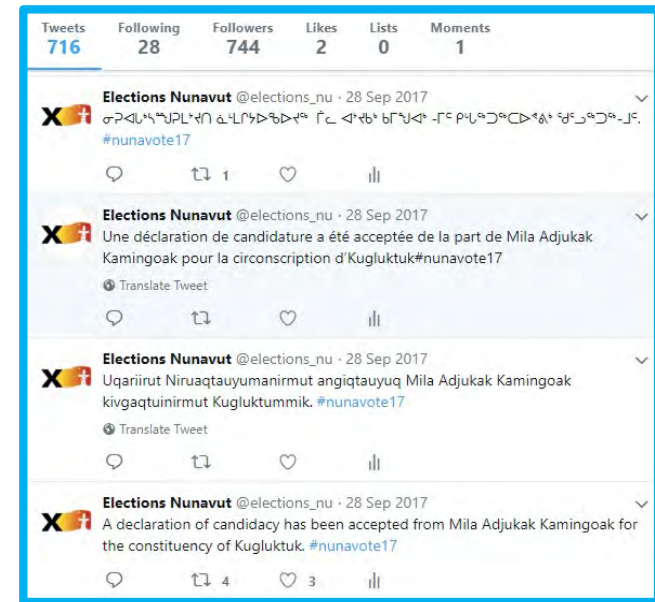 Tweets Following Followers Likes Lists Moments
716 28 744 2 0 1
Elections Nunavut @elections_nu · 28 Sep 2017
ᒦᓚ -ᒥᑦ ᖁᕐᓗᖅᑐᖅ-ᒧᑦ.
#nunavote17
1
Elections Nunavut @elections_nu · 28 Sep 2017
Une déclaration de candidature a été acceptée de la part de Mila Adjukak
Kamingoak pour la circonscription d'Kugluktuk#nunavote17
Translate Tweet
Elections Nunavut @elections_nu · 28 Sep 2017
Uqariirut Niruaqtauyumanirmut angiqtauyuq Mila Adjukak Kamingoak
kivgaqtuinirmut Kugluktummik. #nunavote17
Translate Tweet
Elections Nunavut @elections_nu · 28 Sep 2017
A declaration of candidacy has been accepted from Mila Adjukak Kamingoak for
the constituency of Kugluktuk. #nunavote17
4 3